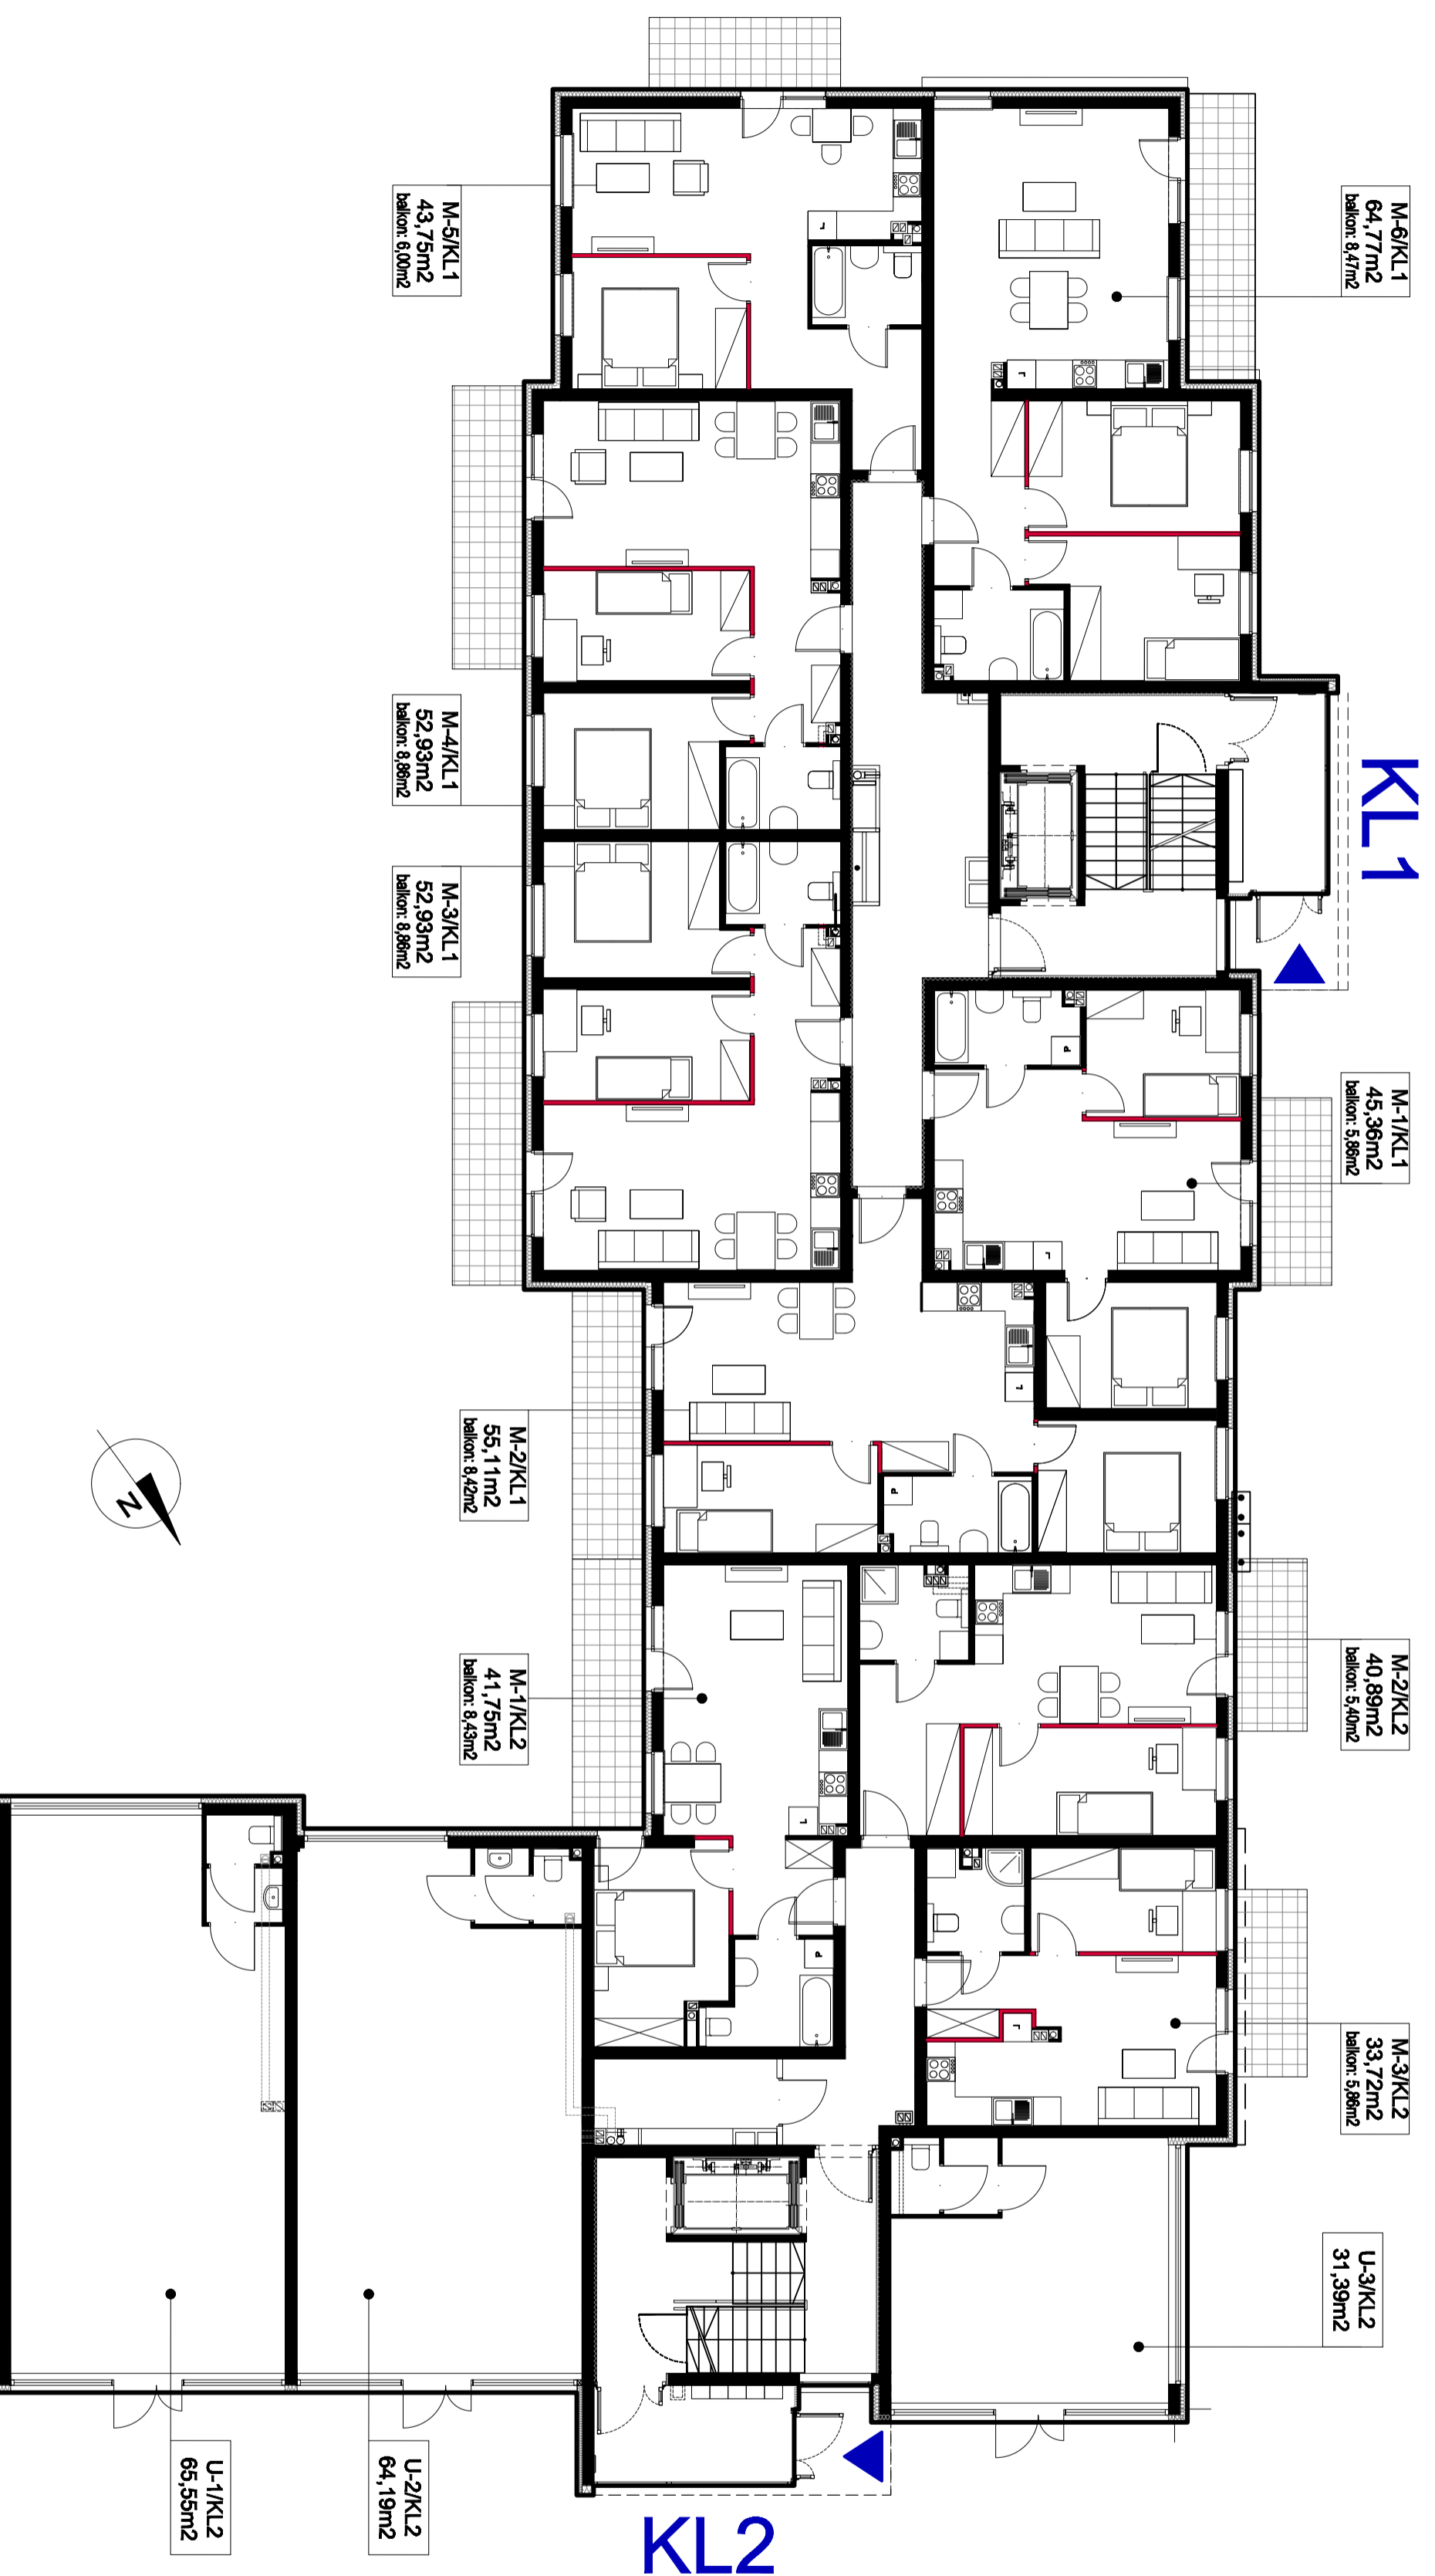 M-6/KL1
64,77m2
balkon: 8,47m2
M-5/KL1
43,75m2
balkon: 6,00m2
KL 1
M-4/KL1
52,93m2
balkon: 8,86m2
M-3/KL1
52,93m2
balkon: 8,86m2
M-1/KL1
45,36m2
balkon: 5,86m2
M-2/KL1
55,11m2
balkon: 8,42m2
N
M-2/KL2
40,89m2
balkon: 5,40m2
M-1/KL2
41,75m2
balkon: 8,43m2
M-3/KL2
33,72m2
balkon: 5,86m2
U-3/KL2
31,39m2
U-2/KL2
64,19m2
U-1/KL2
65,55m2
KL2
L
L
P
L
L
P
L
P
L